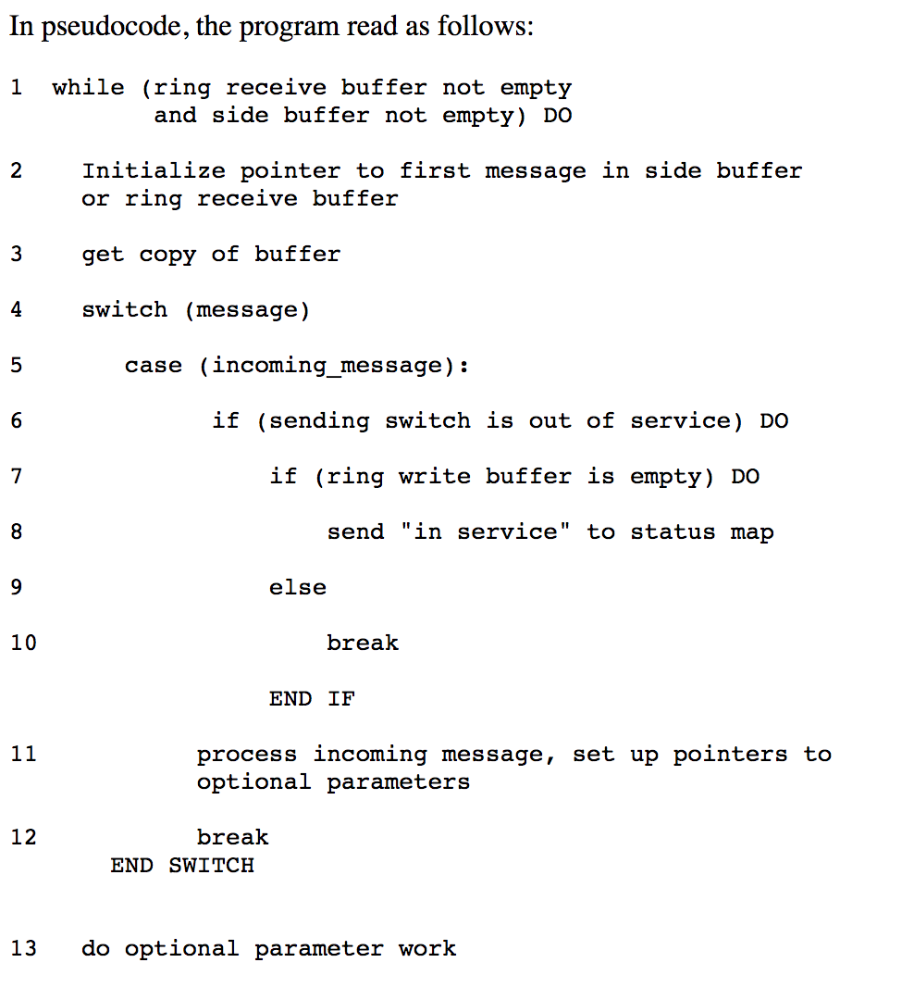 In pseudocode, the program read as follows:
1 while (ring receive buffer not empty
and side buffer not empty) DO
2 Initialize pointer to first message in side buffer
or ring receive buffer
3 get copy of buffer
4 switch (message)
5 case (incoming_message):
6 if (sending switch is out of service) DO
7 if (ring write buffer is empty) DO
8 send "in service" to status map
9 else
10 break
END IF
11 process incoming message, set up pointers to
optional parameters
12 break
END SWITCH
13 do optional parameter work